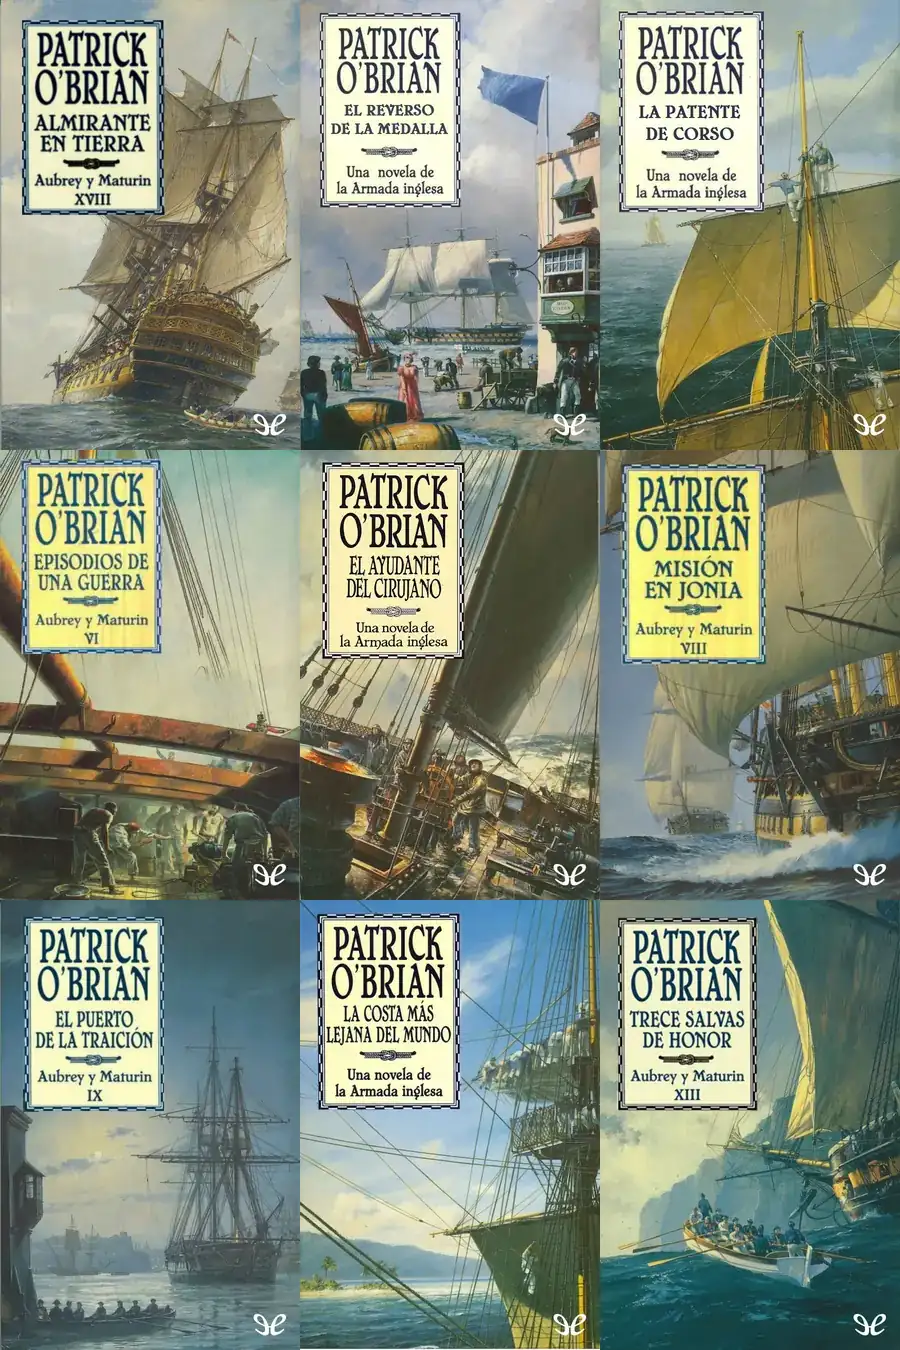 PATRICK
O'BRIAN
ALMIRANTE
EN TIERRA
Aubrey y Maturin
XVIII
PATRICK
O'BRIAN
EL REVERSO
DE LA MEDALLA
Una novela de
la Armada inglesa
PATRICK
O'BRIAN
LA PATENTE
DE CORSO
Una novela de
la Armada inglesa
PATRICK
O'BRIAN
EPISODIOS DE
UNA GUERRA
Aubrey y Maturin
VI
PATRICK
O'BRIAN
EL AYUDANTE
DEL CIRUJANO
Una novela de
la Armada inglesa
PATRICK
O'BRIAN
MISIÓN
EN JONIA
Aubrey y Maturin
VIII
PATRICK
O'BRIAN
EL PUERTO
DE LA TRAICIÓN
Aubrey y Maturin
IX
PATRICK
O'BRIAN
LA COSTA MÁS
LEJANA DEL MUNDO
Una novela de
la Armada inglesa
PATRICK
O'BRIAN
TRECE SALVAS
DE HONOR
Aubrey y Maturin
XIII